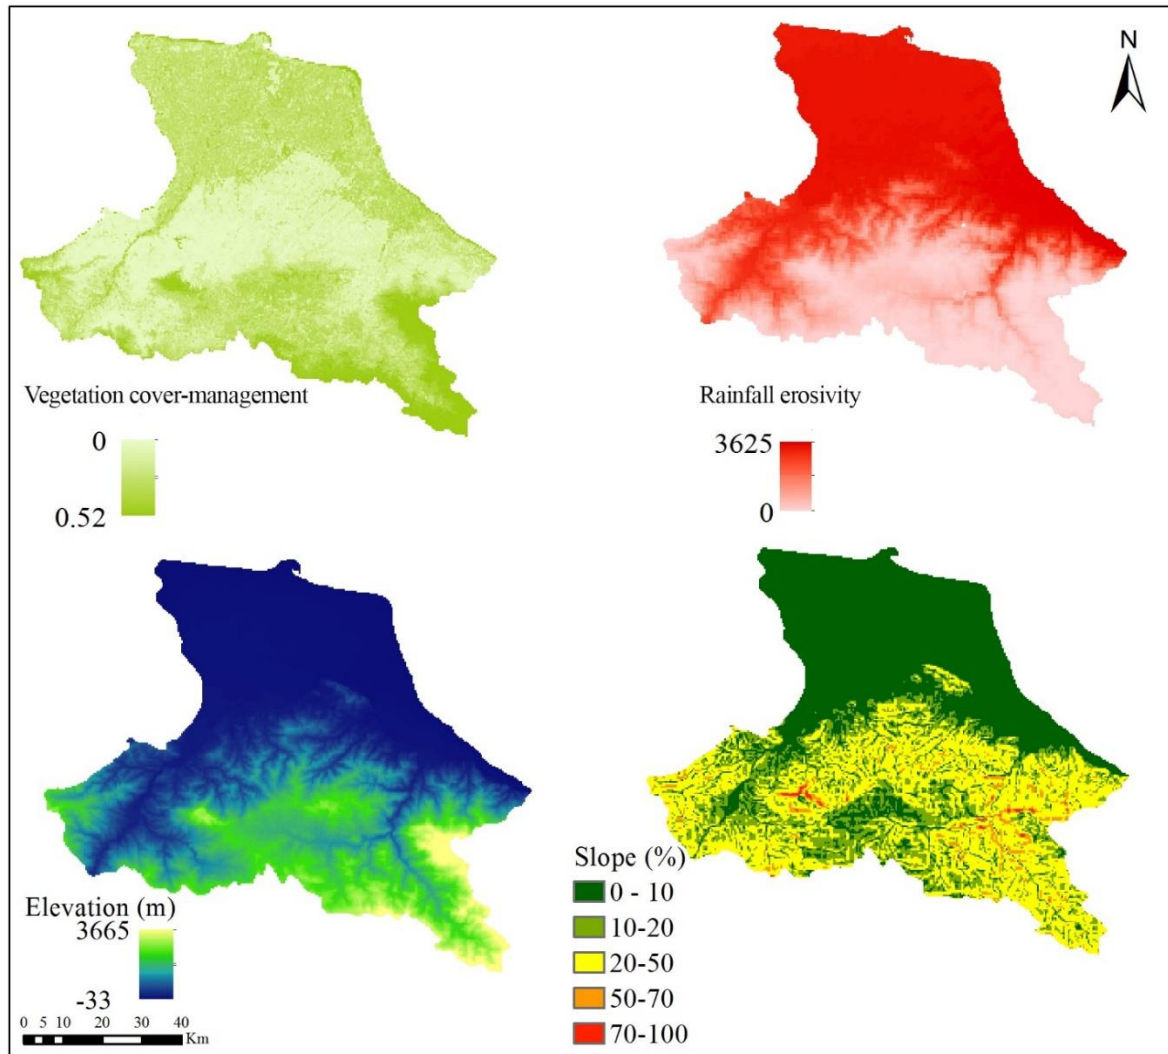 N
Vegetation cover-management
0
0.52
Rainfall erosivity
3625
0
Elevation (m)
3665
-33
0 5 10 20 30 40
Km
Slope (%)
0 - 10
10-20
20-50
50-70
70-100